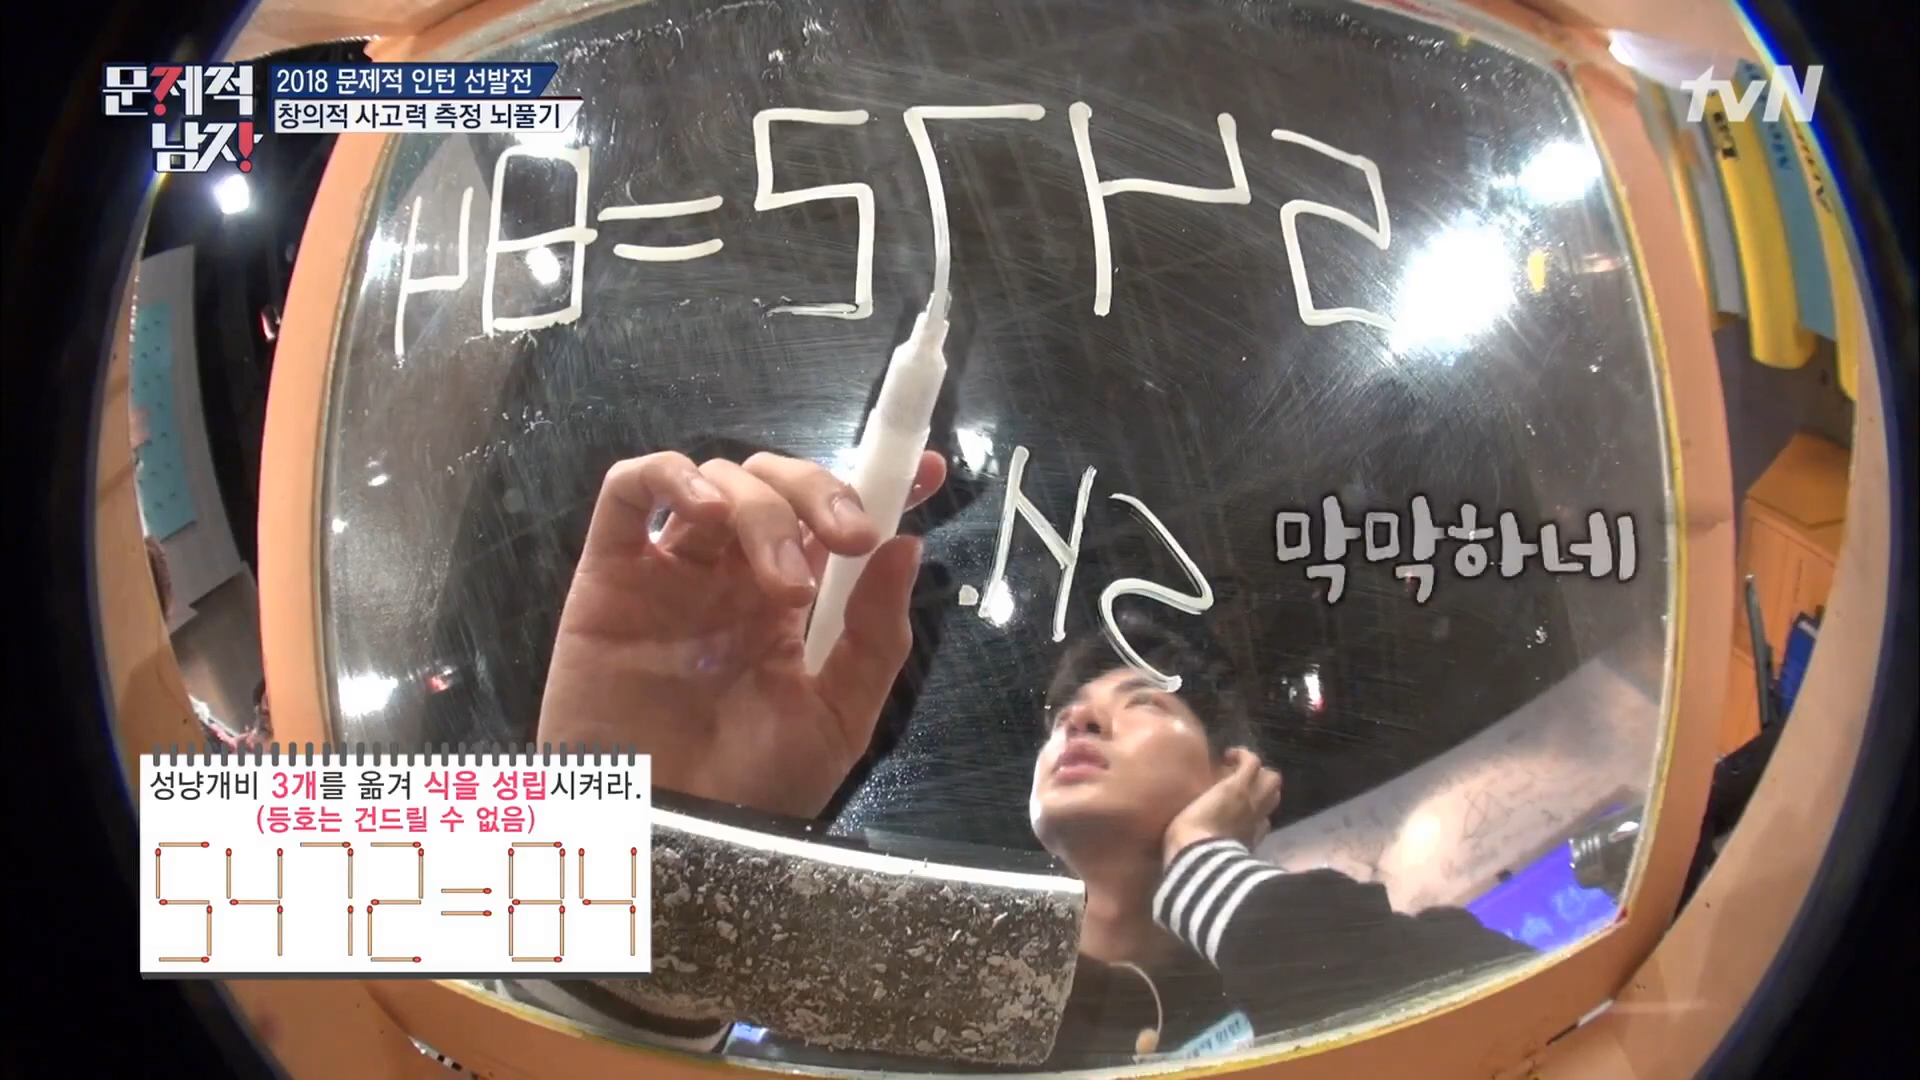 문제적
남자
2018 문제적 인턴 선발전
창의적 사고력 측정 뇌풀기
tvN
5472=84
막막하네
성냥개비 3개를 옮겨 식을 성립시켜라.
(등호는 건드릴 수 없음)
5472=84